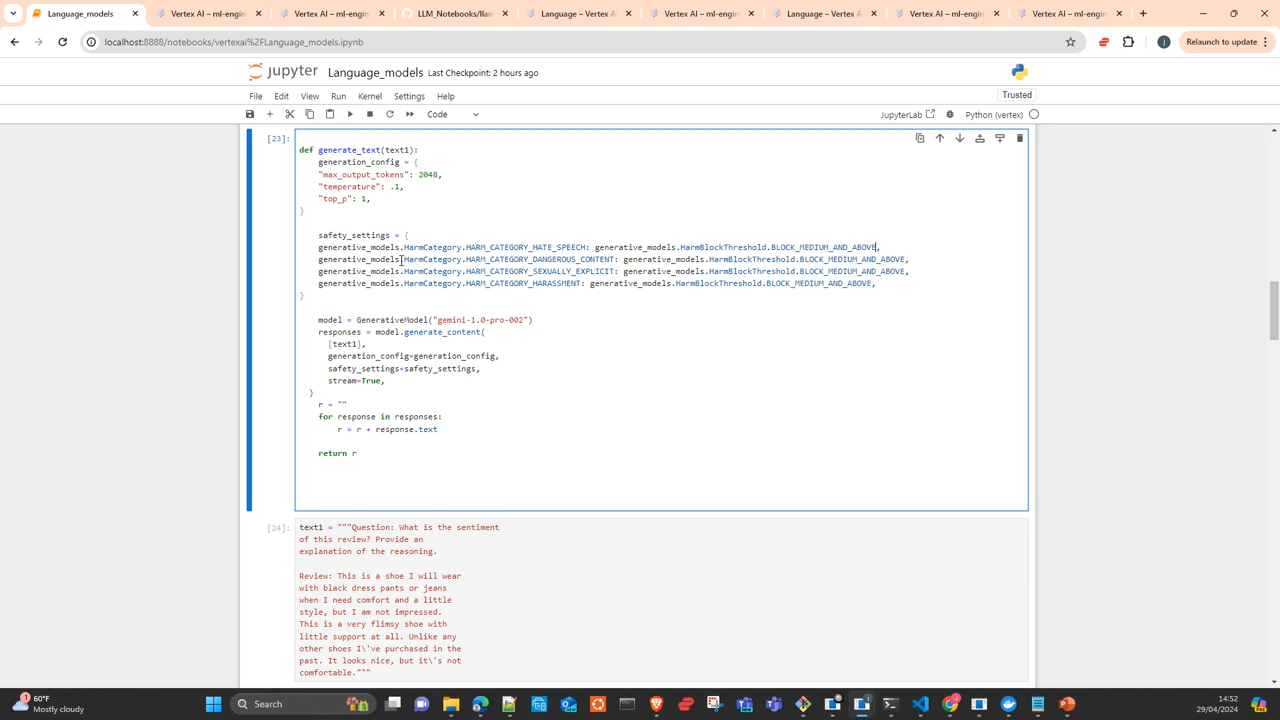 Language_models
Vertex AI – ml-engin
Vertex AI – ml-engin
LLM_Notebooks/llan
Language – Vertex A
Vertex AI – ml-engin
Language – Vertex A
Vertex AI – ml-engin
Vertex AI – ml-engin
localhost:8888/notebooks/vertexai%2FLanguage_models.ipynb
Relaunch to update
jupyter Language_models Last Checkpoint: 2 hours ago
File Edit View Run Kernel Settings Help
Trusted
Code
JupyterLab
Python (vertex)
[23]:
def generate_text(text1):
generation_config = {
"max_output_tokens": 2048,
"temperature": .1,
"top_p": 1,
}
safety_settings = {
generative_models.HarmCategory.HARM_CATEGORY_HATE_SPEECH: generative_models.HarmBlockThreshold.BLOCK_MEDIUM_AND_ABOVE,
generative_models.HarmCategory.HARM_CATEGORY_DANGEROUS_CONTENT: generative_models.HarmBlockThreshold.BLOCK_MEDIUM_AND_ABOVE,
generative_models.HarmCategory.HARM_CATEGORY_SEXUALLY_EXPLICIT: generative_models.HarmBlockThreshold.BLOCK_MEDIUM_AND_ABOVE,
generative_models.HarmCategory.HARM_CATEGORY_HARASSMENT: generative_models.HarmBlockThreshold.BLOCK_MEDIUM_AND_ABOVE,
}
model = GenerativeModel("gemini-1.0-pro-002")
responses = model.generate_content(
[text1],
generation_config=generation_config,
safety_settings=safety_settings,
stream=True,
)
r = ""
for response in responses:
r = r + response.text
return r
[24]:
text1 = """Question: What is the sentiment
of this review? Provide an
explanation of the reasoning.
Review: This is a shoe I will wear
with black dress pants or jeans
when I need comfort and a little
style, but I am not impressed.
This is a very flimsy shoe with
little support at all. Unlike any
other shoes I\'ve purchased in the
past. It looks nice, but it\'s not
comfortable."""
60°F
Mostly cloudy
Search
14:52
29/04/2024